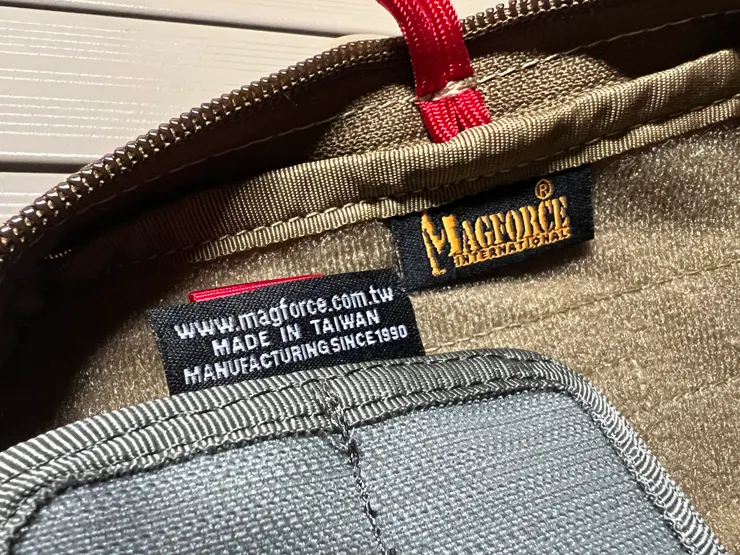 MAGFORCE®
INTERNATIONAL
www.magforce.com.tw
MADE IN TAIWAN
MANUFACTURING SINCE 1990